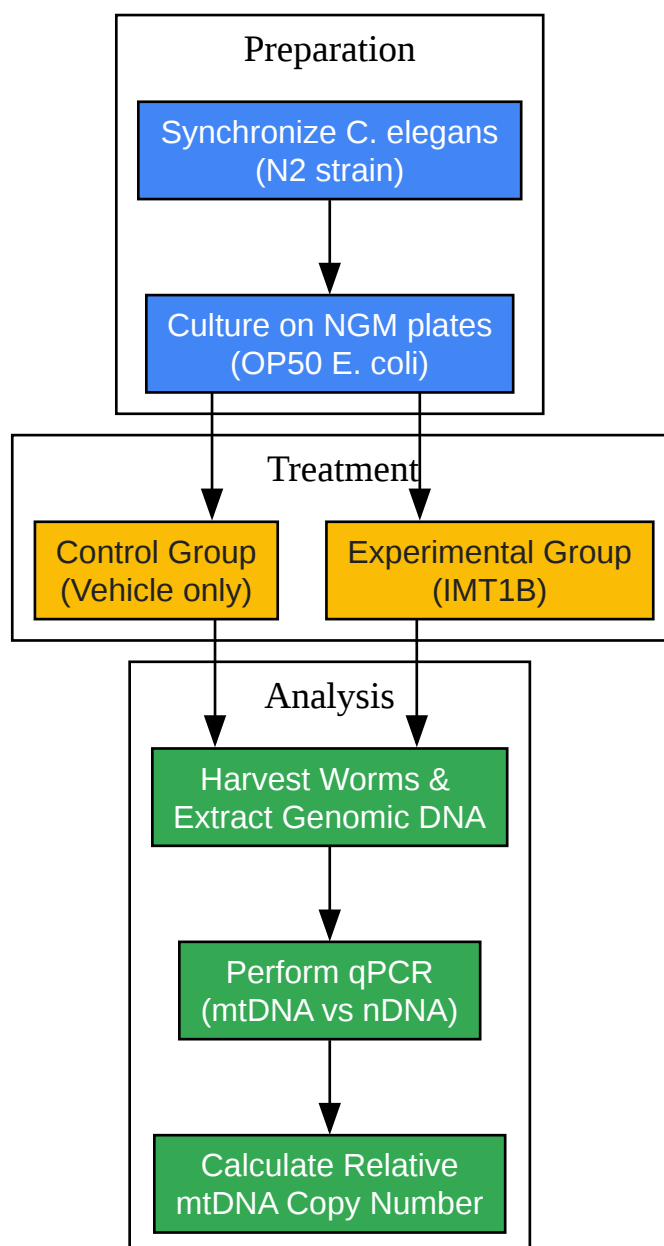 Preparation
Synchronize C. elegans
(N2 strain)
Culture on NGM plates
(OP50 E. coli)
Treatment
Control Group
(Vehicle only)
Experimental Group
(IMT1B)
Analysis
Harvest Worms &
Extract Genomic DNA
Perform qPCR
(mtDNA vs nDNA)
Calculate Relative
mtDNA Copy Number